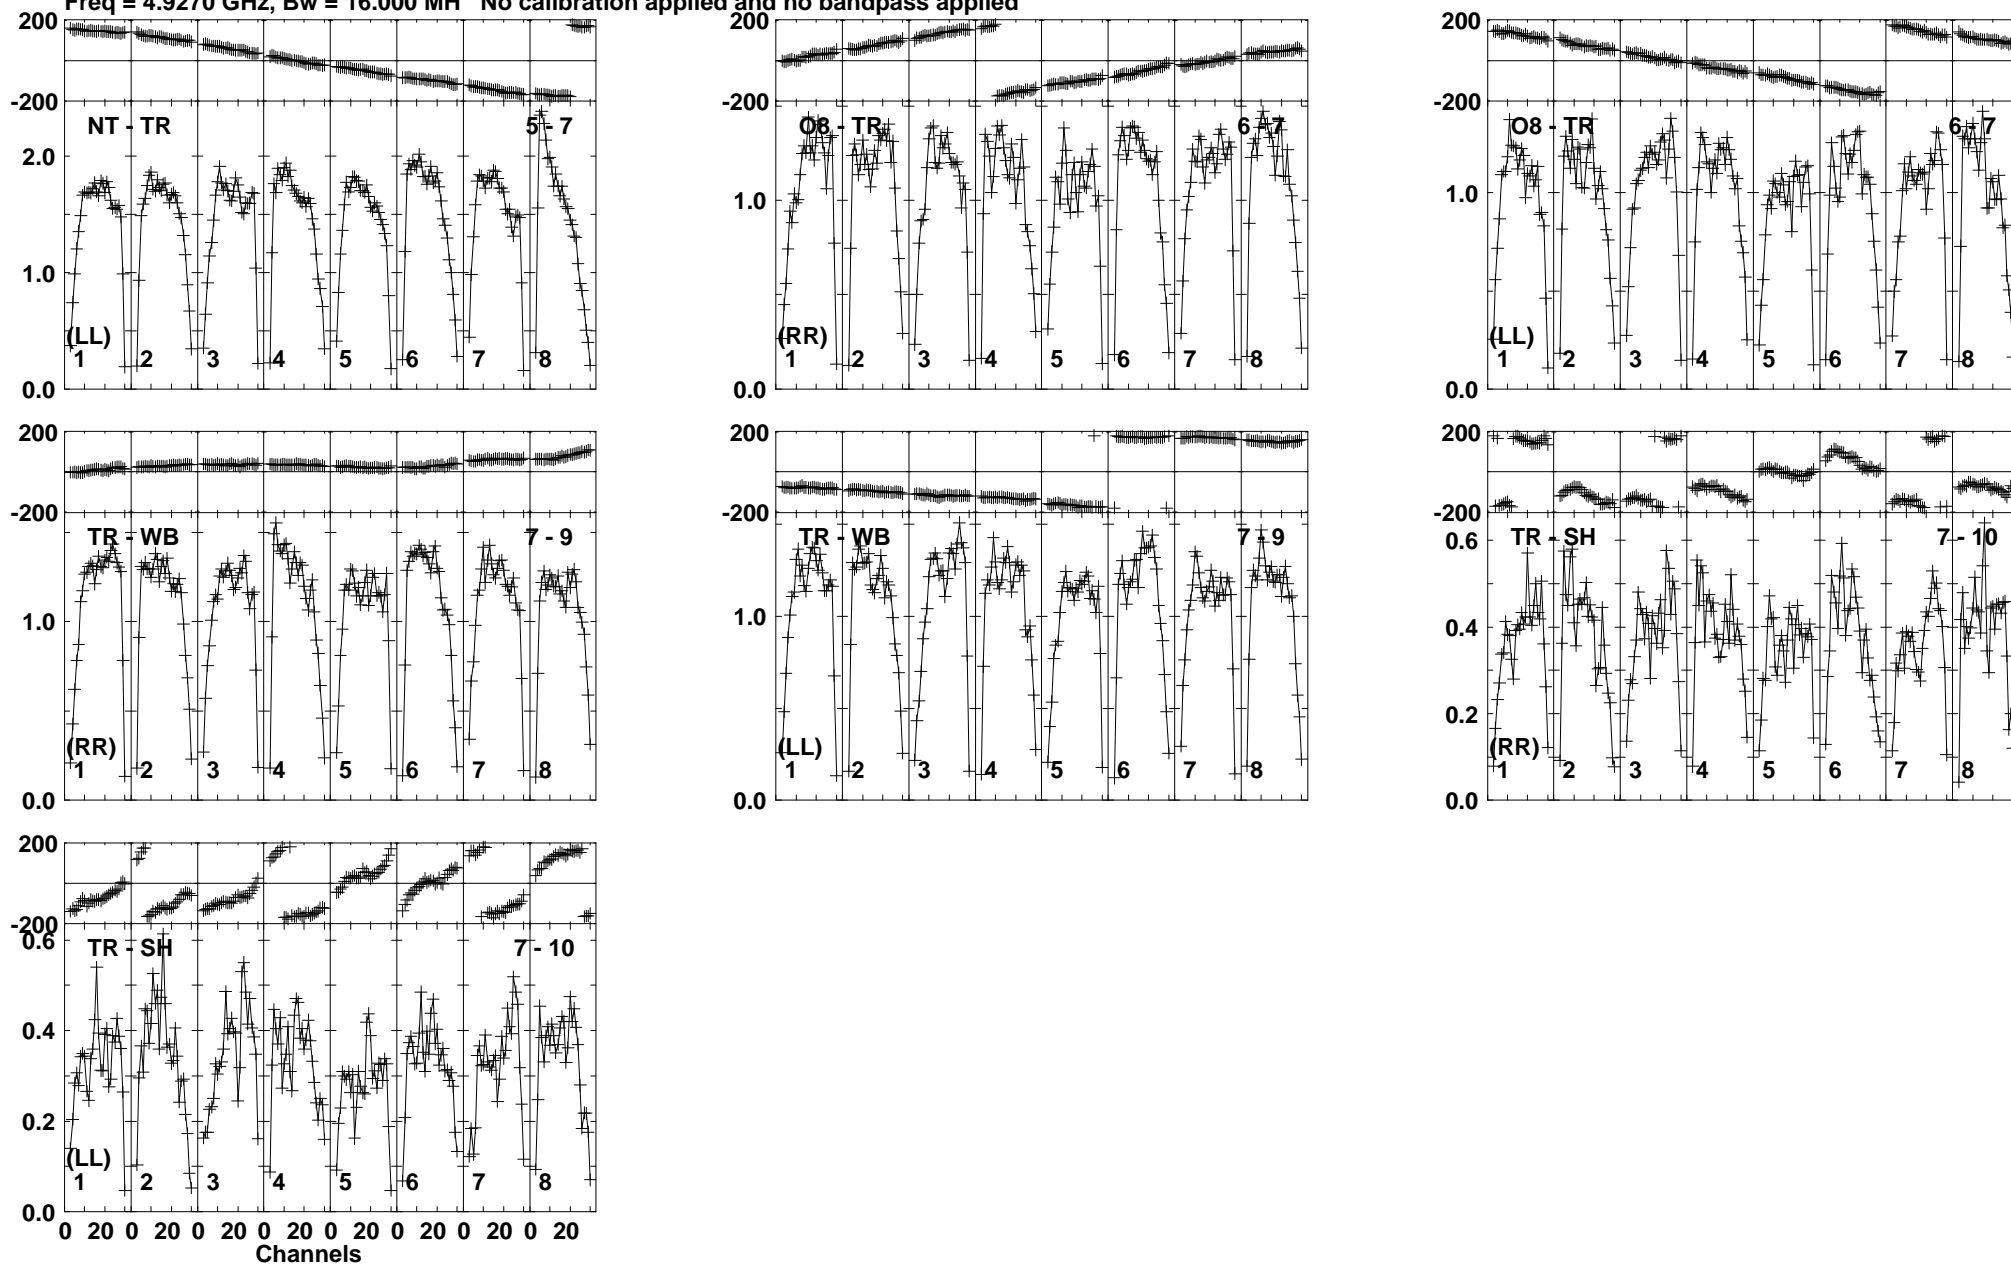 Freq = 4.9270 GHz, Bw = 16.000 MH No calibration applied and no bandpass applied
200
-200
NT - TR 5 - 7
2.0
1.0
0.0
(LL)
1 2 3 4 5 6 7 8
200
-200
O8 - TR 6 - 7
1.0
0.0
(RR)
1 2 3 4 5 6 7 8
200
-200
O8 - TR 6 - 7
1.0
0.0
(LL)
1 2 3 4 5 6 7 8
200
-200
TR - WB 7 - 9
1.0
0.0
(RR)
1 2 3 4 5 6 7 8
200
-200
TR - WB 7 - 9
1.0
0.0
(LL)
1 2 3 4 5 6 7 8
200
-200
TR - SH 7 - 10
0.6
0.4
0.2
0.0
(RR)
1 2 3 4 5 6 7 8
200
-200
TR - SH 7 - 10
0.6
0.4
0.2
0.0
(LL)
1 2 3 4 5 6 7 8
0 20 0 20 0 20 0 20 0 20 0 20 0 20 0 20
Channels